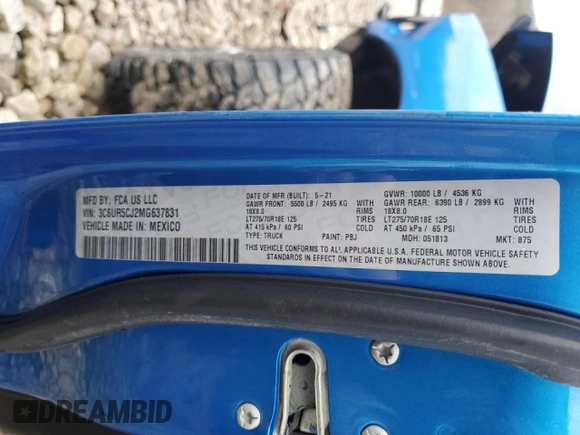 MFD BY: FCA US LLC
VIN: 3C6UR5CJ2MG637831
VEHICLE MADE IN: MEXICO
DATE OF MFR (BUILT): 5-21
GAWR FRONT: 5500 LB / 2495 KG
18X8.0 RIMS
LT275/70R18E 125 TIRES
AT 415 kPa / 60 PSI COLD
TYPE: TRUCK PAINT: PBJ
GVWR: 10000 LB / 4536 KG
GAWR REAR: 6390 LB / 2899 KG
18X8.0 RIMS
LT275/70R18E 125 TIRES
AT 450 kPa / 65 PSI COLD
MDH: 051813 MKT: 875
THIS VEHICLE CONFORMS TO ALL APPLICABLE U.S.A. FEDERAL MOTOR VEHICLE SAFETY
STANDARDS IN EFFECT ON THE DATE OF MANUFACTURE SHOWN ABOVE.
DREAMBID